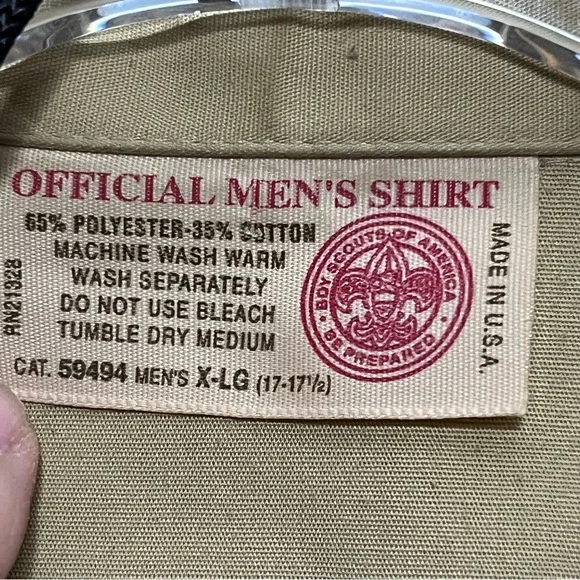 OFFICIAL MEN'S SHIRT
65% POLYESTER-35% COTTON
MACHINE WASH WARM
WASH SEPARATELY
DO NOT USE BLEACH
TUMBLE DRY MEDIUM
CAT. 59494 MEN'S X-LG (17-17½)
RN21328
BOY SCOUTS OF AMERICA
BE PREPARED
MADE IN U.S.A.